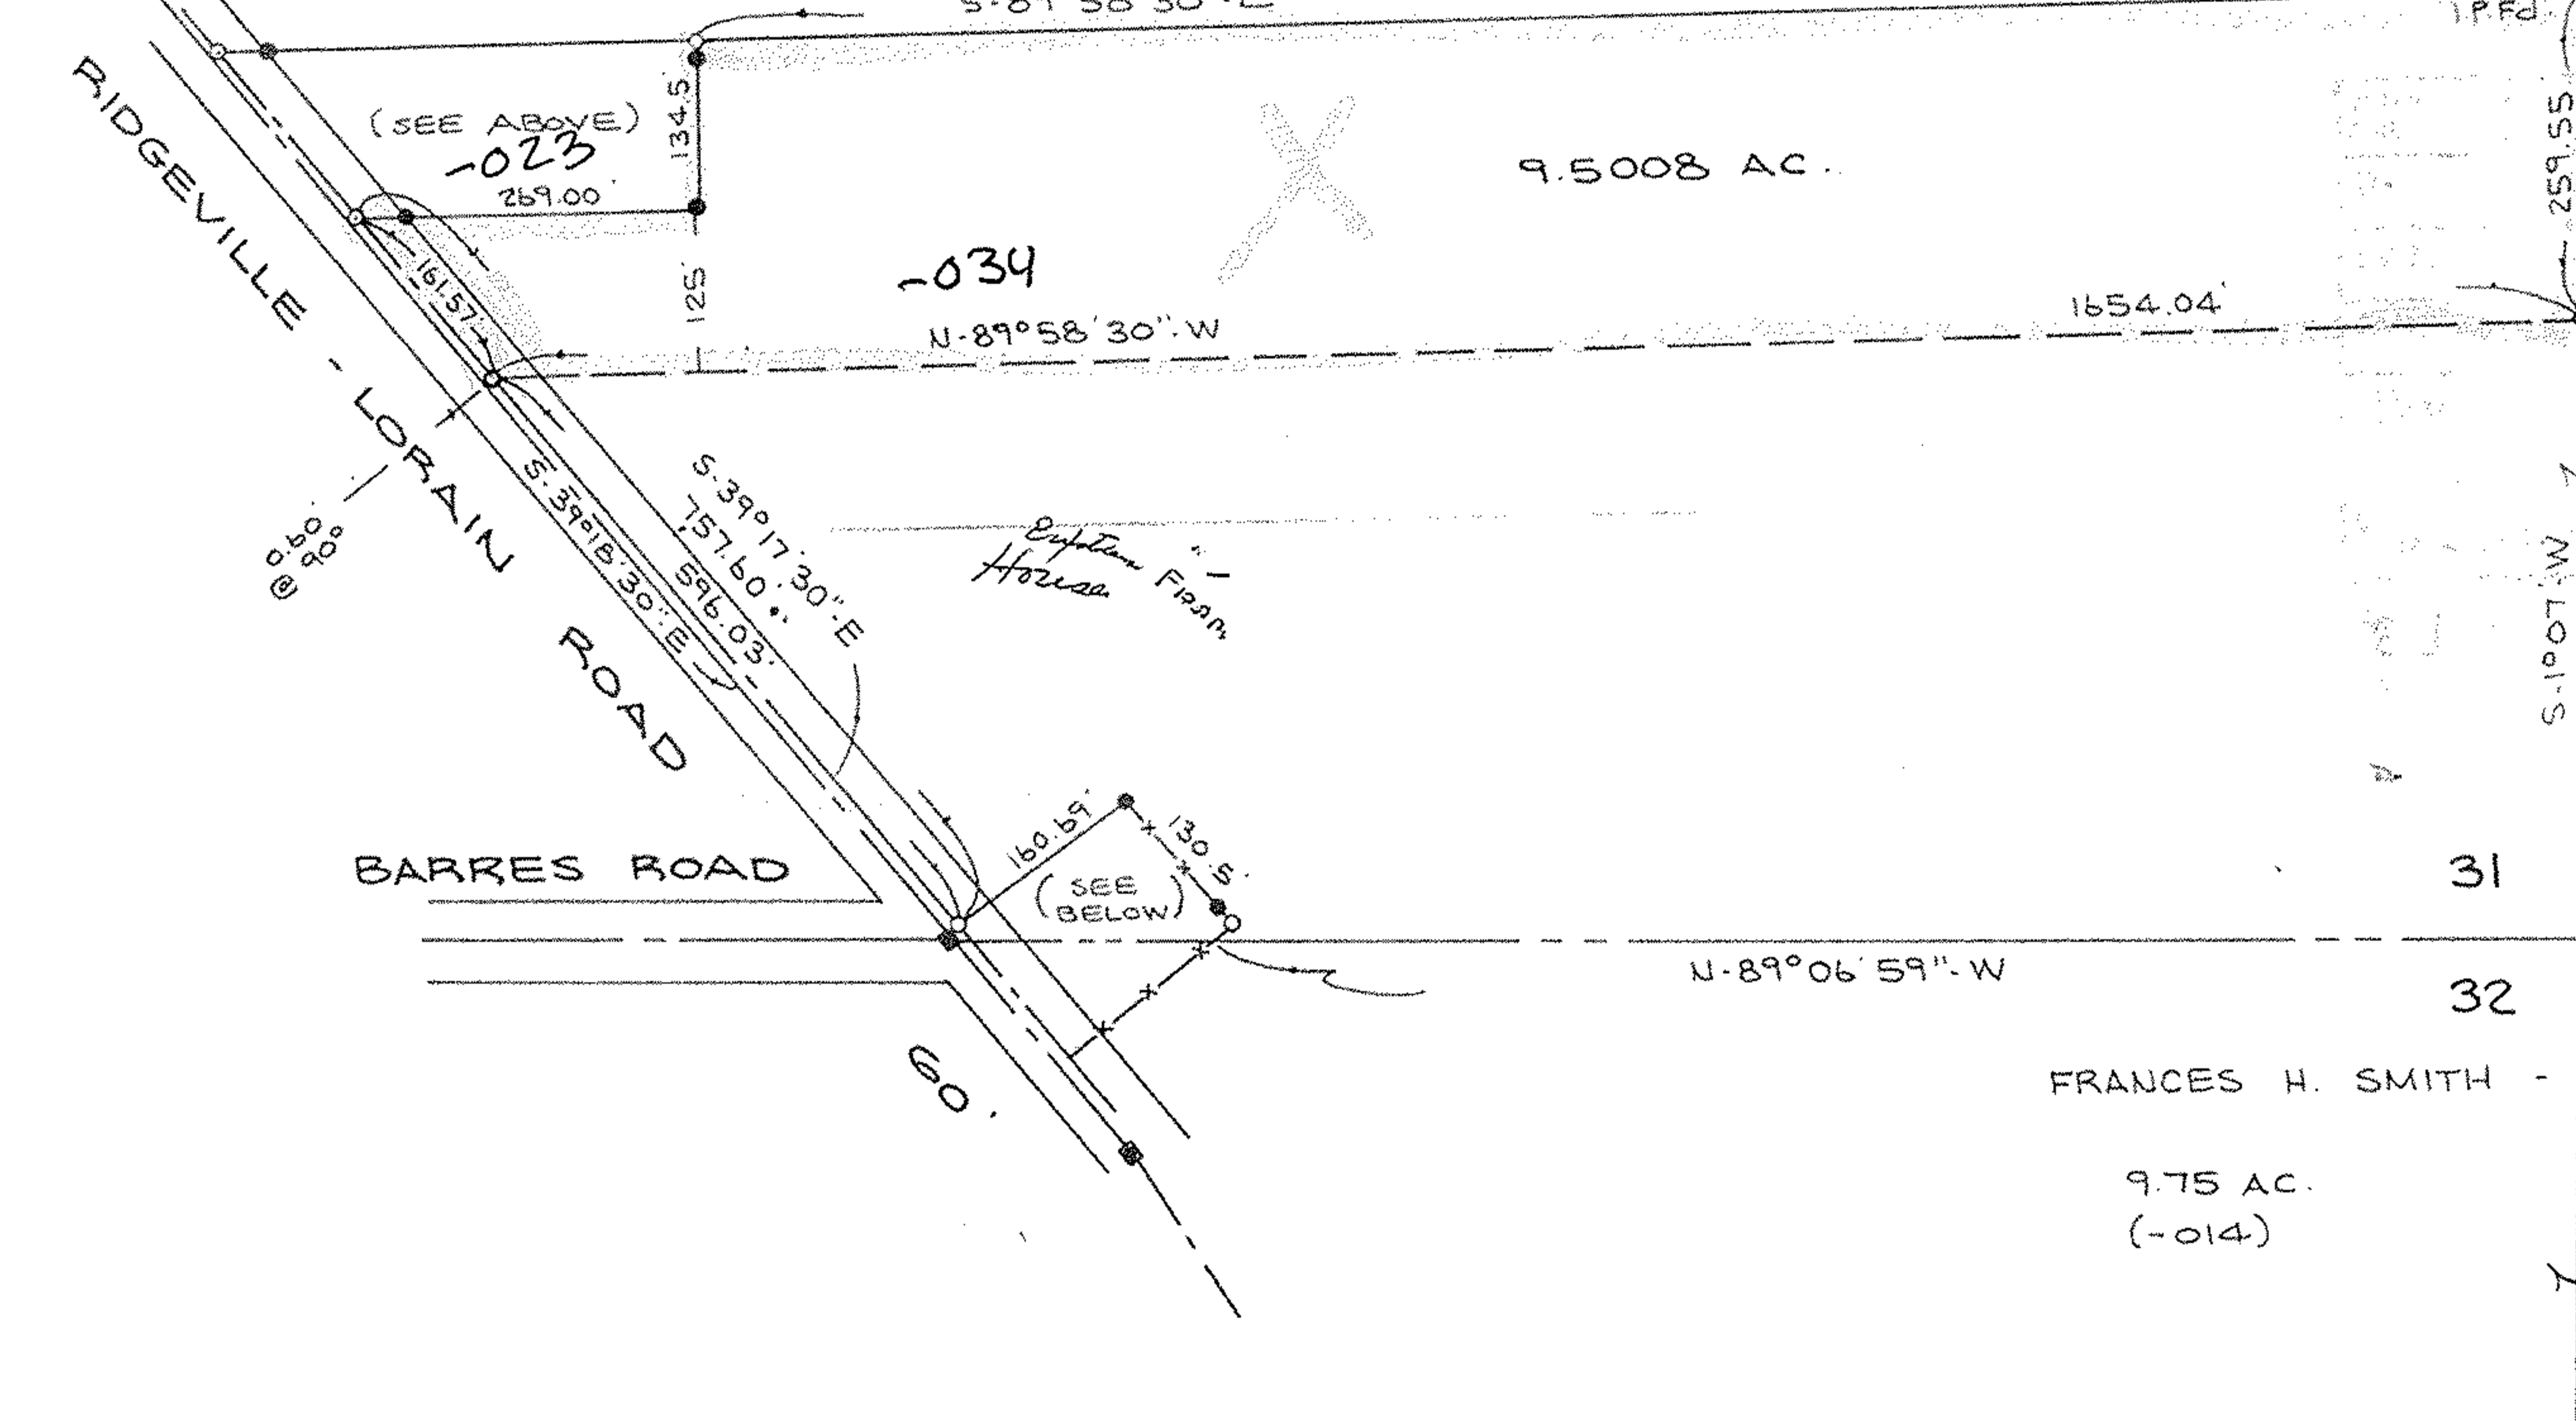 I.P. Fd.
RIDGEVILLE - LORAIN ROAD
(SEE ABOVE)
-023
269.00'
134.5'
125'
9.5008 AC.
259.55'
-034
161.57'
N-89°58'30"-W
1654.04'
0.60'
@ 90°
S-39°18'30"-E
596.03'
S-39°17'30"-E
757.60'
House
From
S-1°07'-W
160.69'
130.5'
(SEE
BELOW)
BARRES ROAD
31
N-89°06'59"-W
32
60'
FRANCES H. SMITH -
9.75 AC.
(-014)